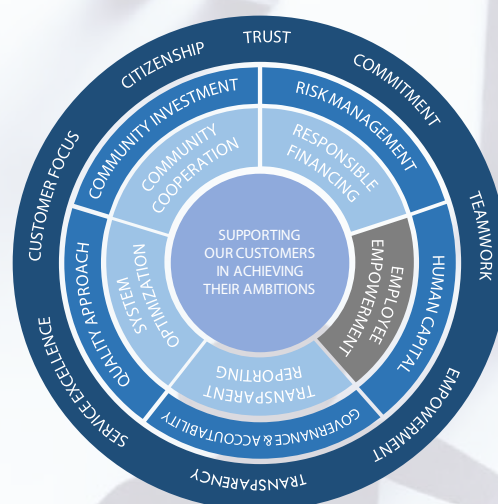 TRUST
COMMITMENT
TEAMWORK
EMPOWERMENT
TRANSPARENCY
SERVICE EXCELLENCE
CUSTOMER FOCUS
CITIZENSHIP
RISK MANAGEMENT
HUMAN CAPITAL
GOVERNANCE & ACCOUTABILITY
QUALITY APPROACH
COMMUNITY INVESTMENT
RESPONSIBLE
FINANCING
EMPLOYEE
EMPOWERMENT
TRANSPARENT
REPORTING
SYSTEM
OPTIMIZATION
COMMUNITY
COOPERATION
SUPPORTING
OUR CUSTOMERS
IN ACHIEVING
THEIR AMBITIONS